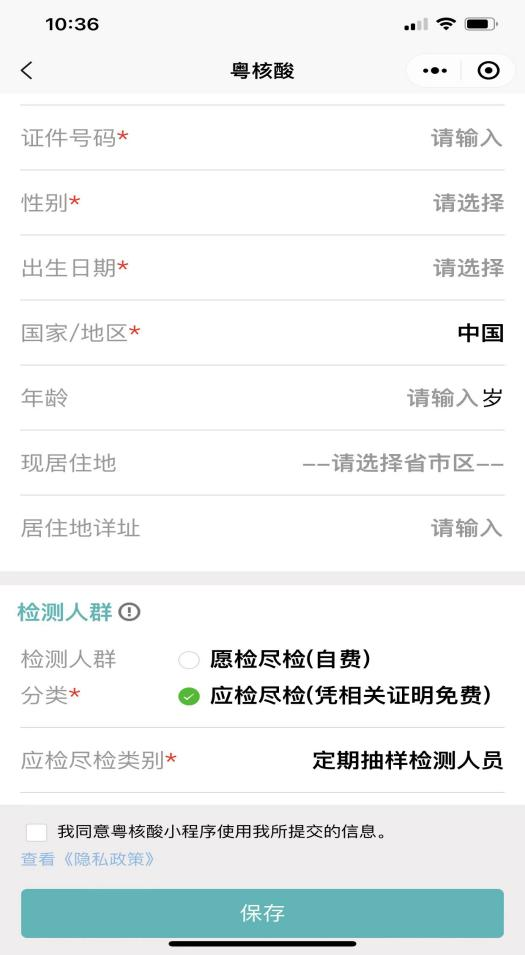 10:36
粤核酸
证件号码* 请输入
性别* 请选择
出生日期* 请选择
国家/地区* 中国
年龄 请输入岁
现居住地 --请选择省市区--
居住地详址 请输入
检测人群
检测人群 愿检尽检(自费)
分类* 应检尽检(凭相关证明免费)
应检尽检类别* 定期抽样检测人员
我同意粤核酸小程序使用我所提交的信息。
查看《隐私政策》
保存